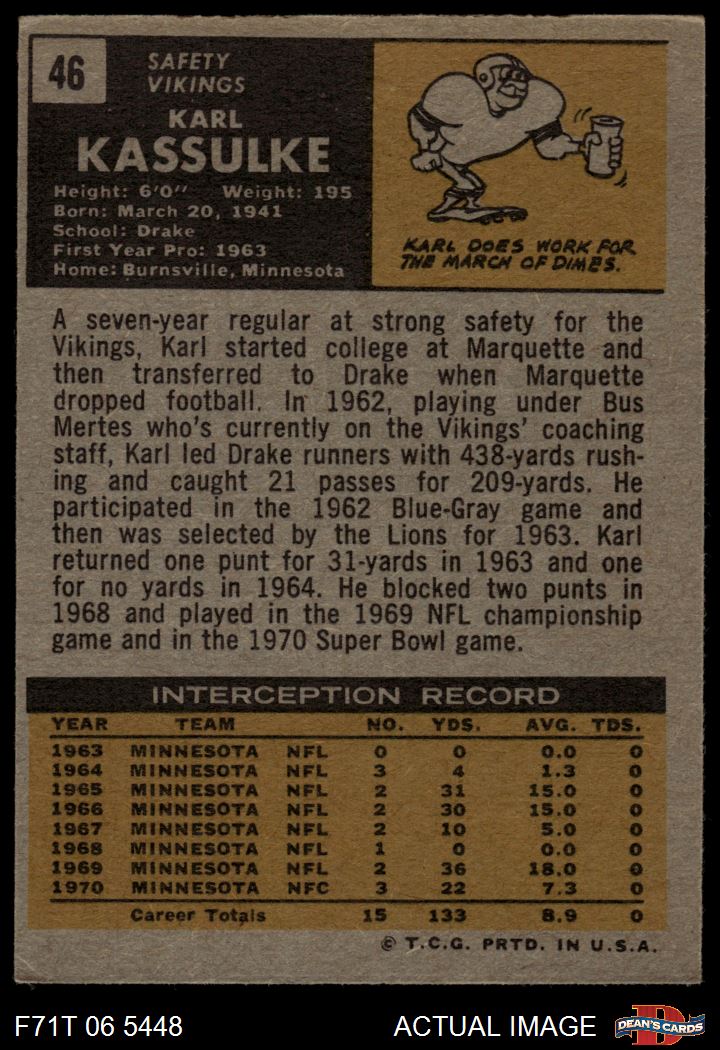 46
SAFETY
VIKINGS
KARL
KASSULKE
Height: 6'0" Weight: 195
Born: March 20, 1941
School: Drake
First Year Pro: 1963
Home: Burnsville, Minnesota
KARL DOES WORK FOR
THE MARCH OF DIMES.
A seven-year regular at strong safety for the
Vikings, Karl started college at Marquette and
then transferred to Drake when Marquette
dropped football. In 1962, playing under Bus
Mertes who's currently on the Vikings' coaching
staff, Karl led Drake runners with 438-yards rush-
ing and caught 21 passes for 209-yards. He
participated in the 1962 Blue-Gray game and
then was selected by the Lions for 1963. Karl
returned one punt for 31-yards in 1963 and one
for no yards in 1964. He blocked two punts in
1968 and played in the 1969 NFL championship
game and in the 1970 Super Bowl game.
INTERCEPTION RECORD
YEAR TEAM NO. YDS. AVG. TDS.
1963 MINNESOTA NFL 0 0 0.0 0
1964 MINNESOTA NFL 3 4 1.3 0
1965 MINNESOTA NFL 2 31 15.0 0
1966 MINNESOTA NFL 2 30 15.0 0
1967 MINNESOTA NFL 2 10 5.0 0
1968 MINNESOTA NFL 1 0 0.0 0
1969 MINNESOTA NFL 2 36 18.0 0
1970 MINNESOTA NFC 3 22 7.3 0
Career Totals 15 133 8.9 0
© T.C.G. PRTD. IN U.S.A.
F71T 06 5448 ACTUAL IMAGE DEAN'S CARDS